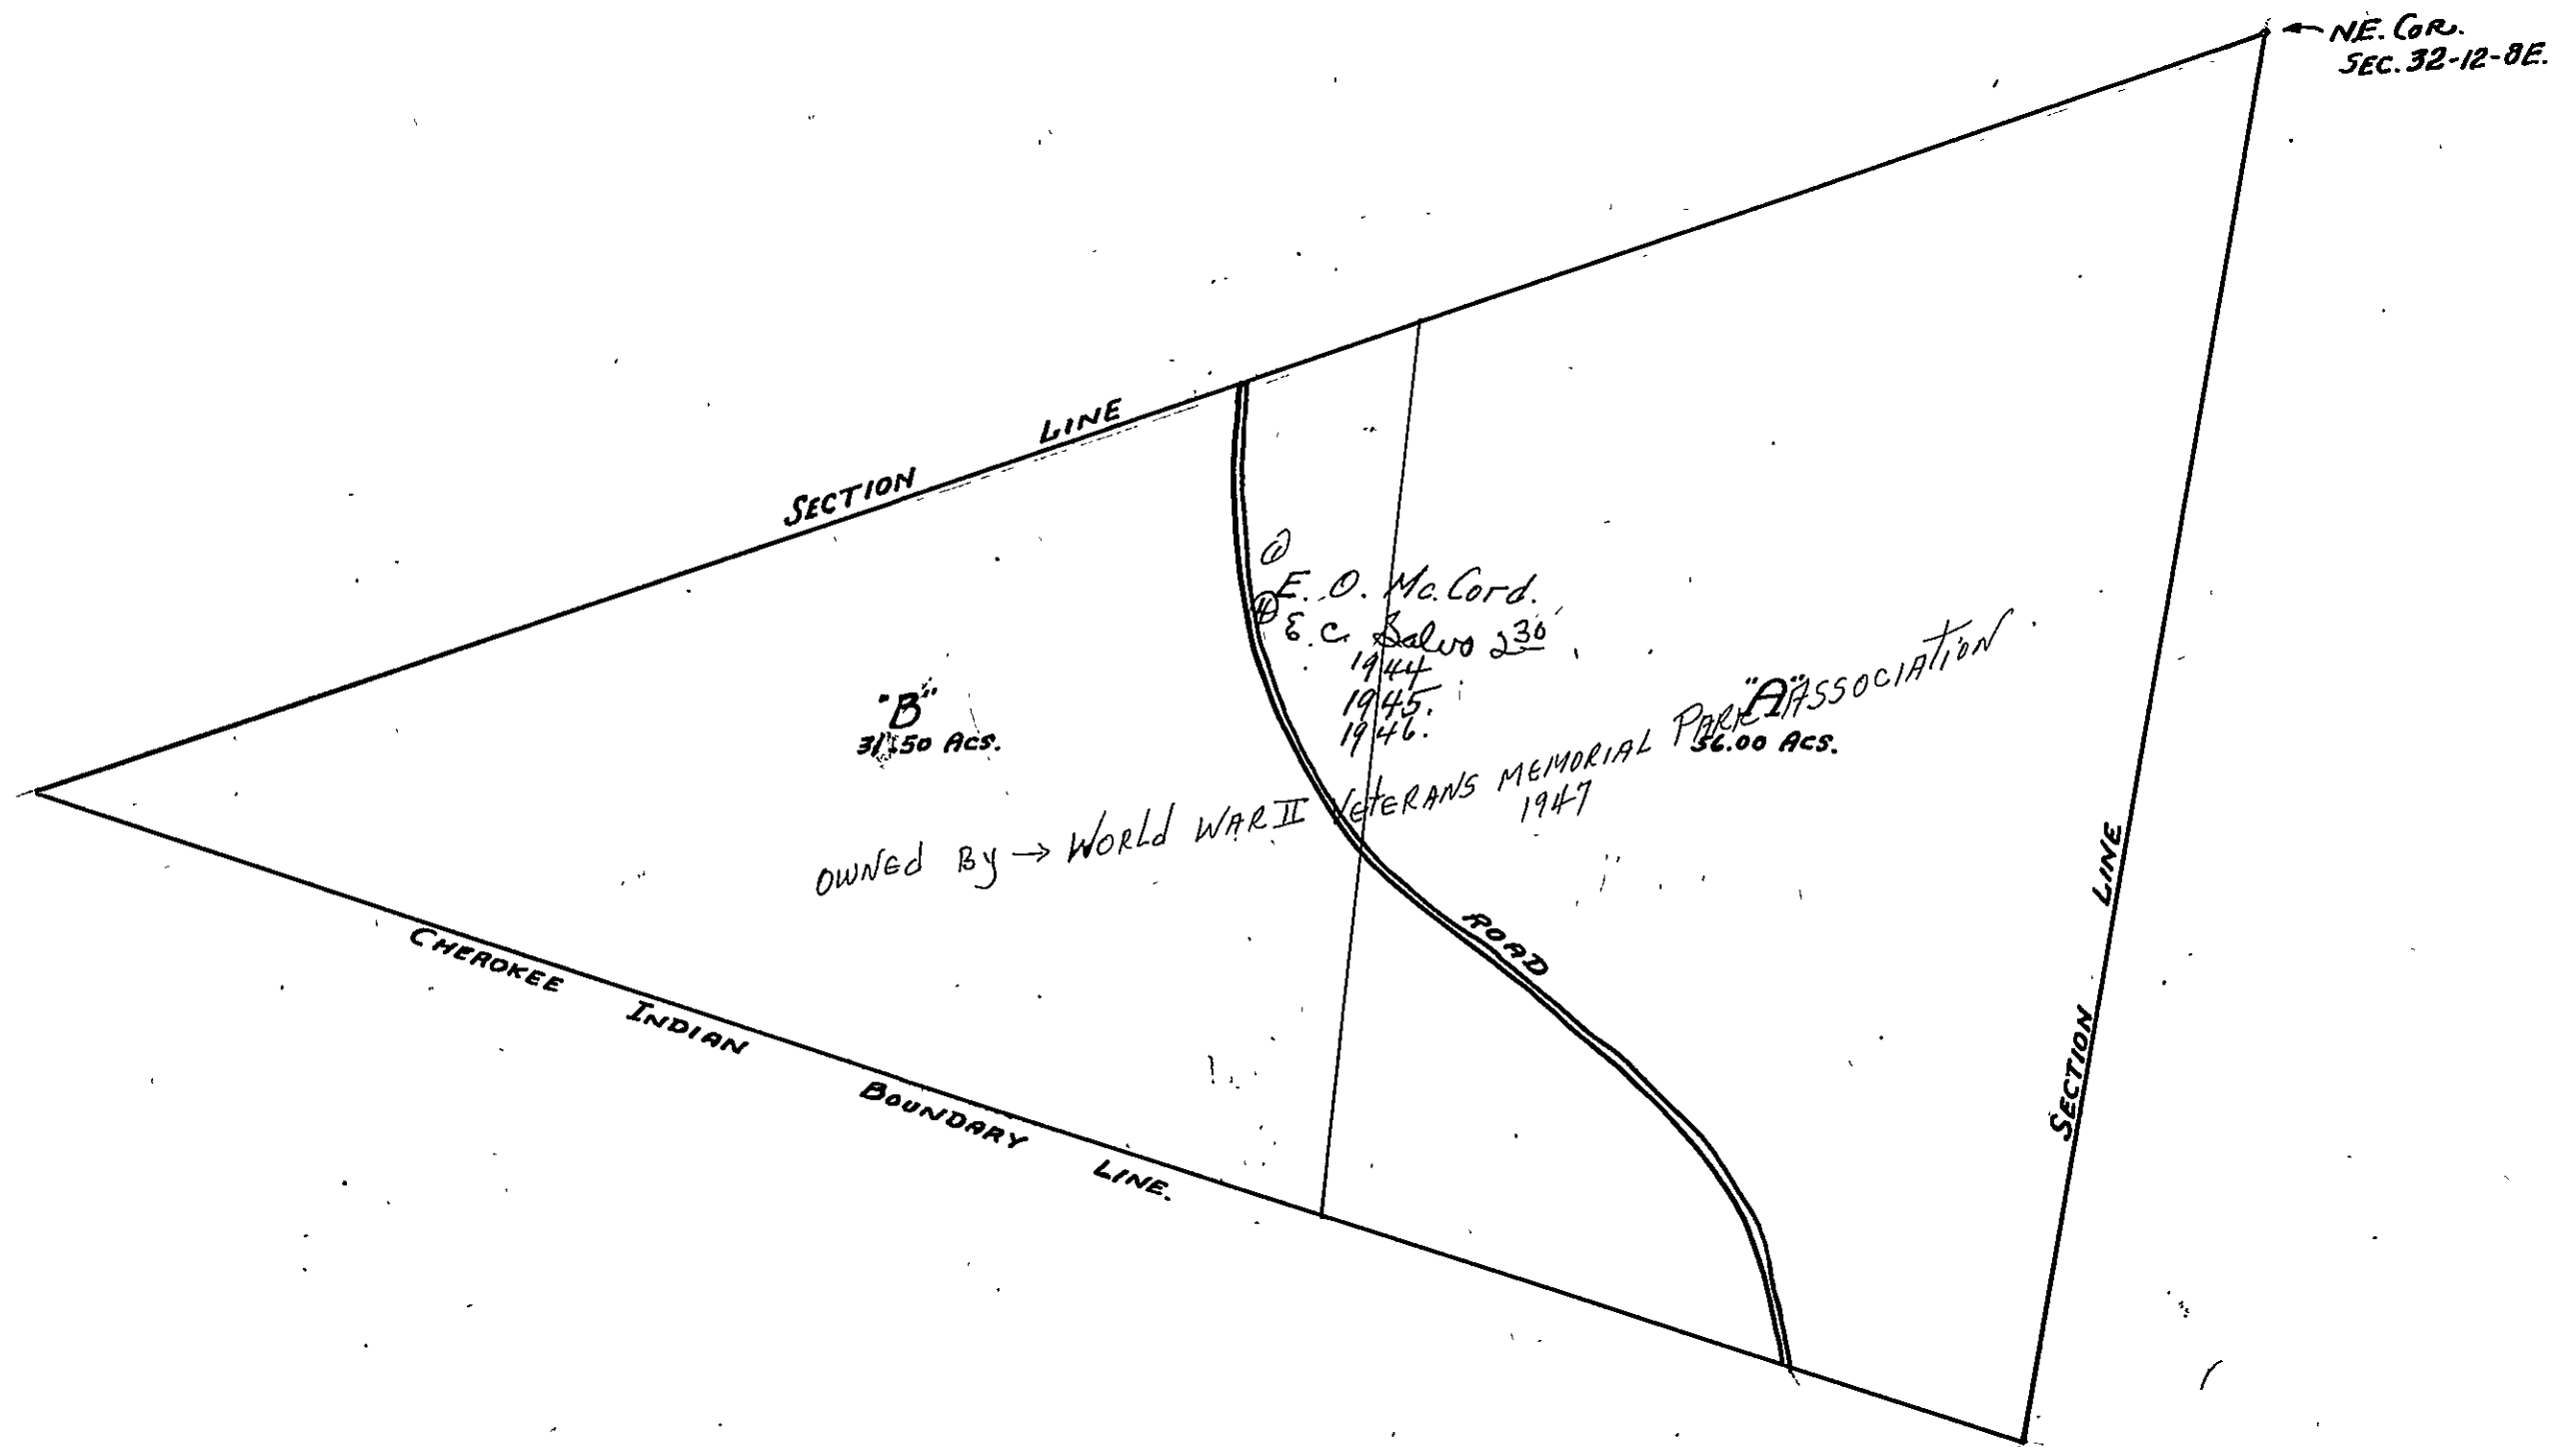 NE. COR.
SEC. 32-12-8E.
SECTION LINE
E. O. Mc. Cord.
E. C.
1944
1945.
1946.
"B"
31.50 Acs.
"A"
56.00 Acs.
OWNEd By → WORLd WAR II VETERANS MEMORIAL PARK ASSOCIATION
1947
ROAD
SECTION LINE
CHEROKEE INDIAN BOUNDARY LINE.